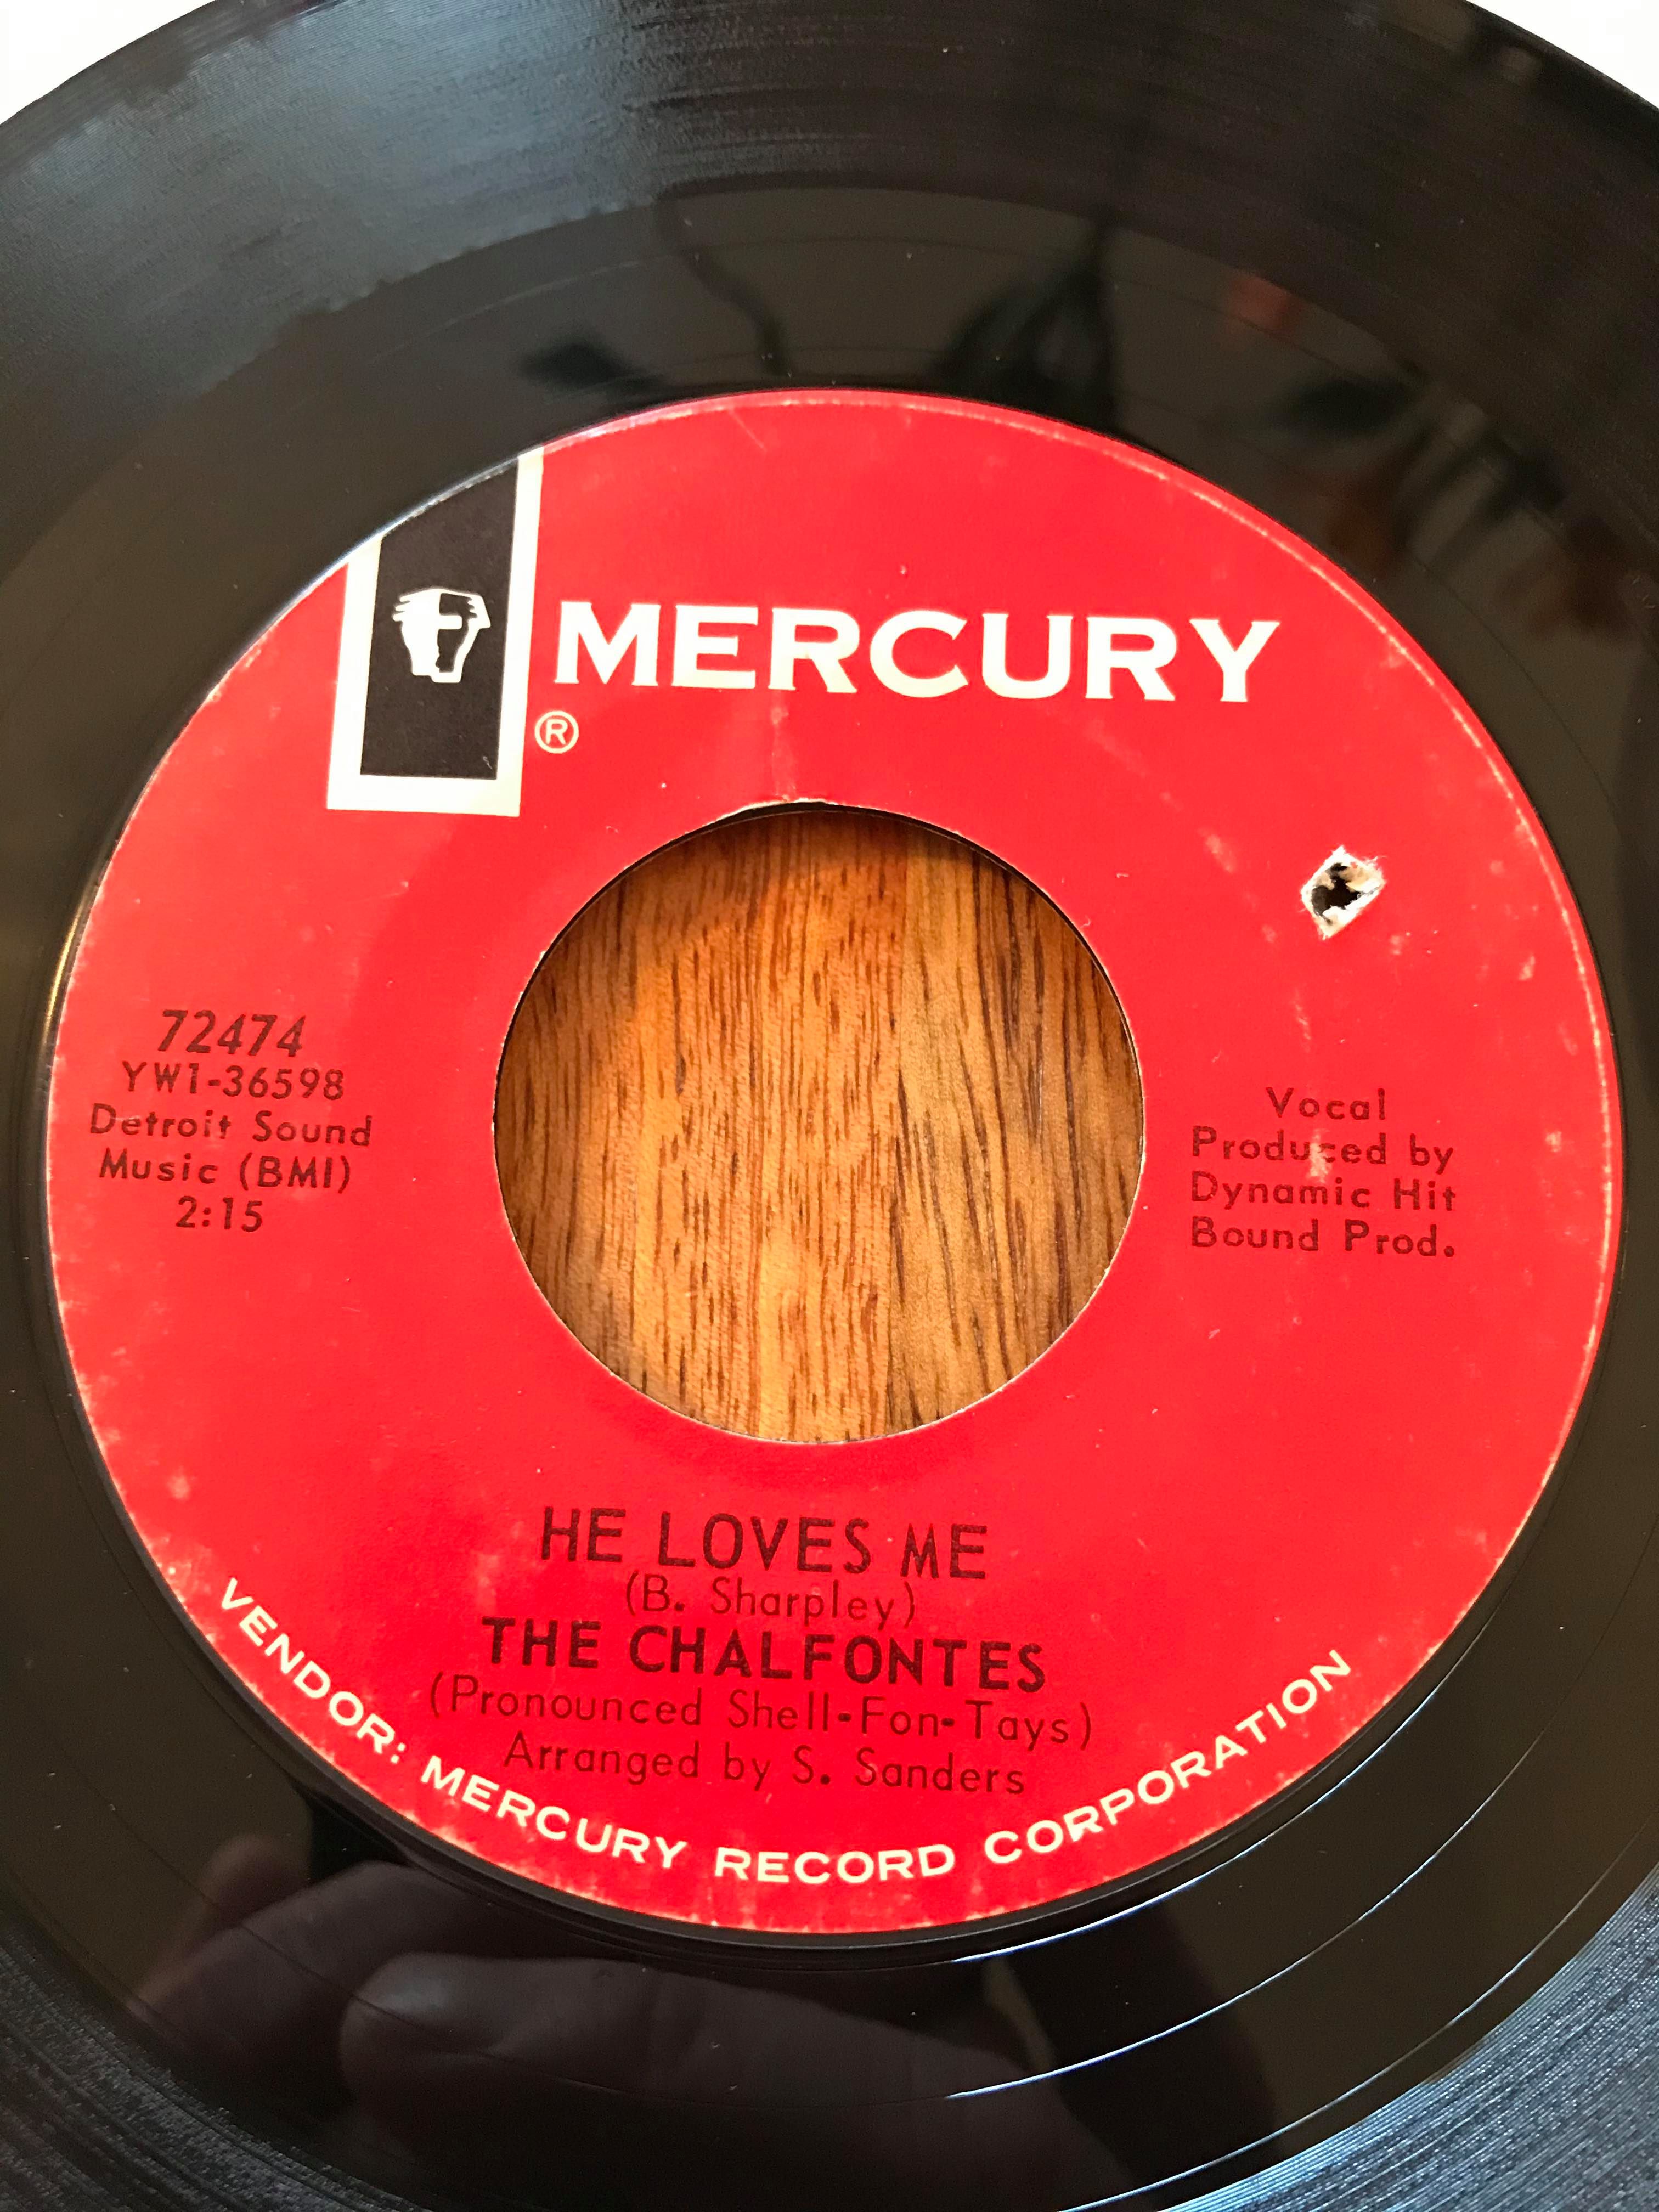 MERCURY
®
72474
YW1-36598
Detroit Sound
Music (BMI)
2:15
Vocal
Produced by
Dynamic Hit
Bound Prod.
HE LOVES ME
(B. Sharpley)
THE CHALFONTES
(Pronounced Shell-Fon-Tays)
Arranged by S. Sanders
VENDOR: MERCURY RECORD CORPORATION